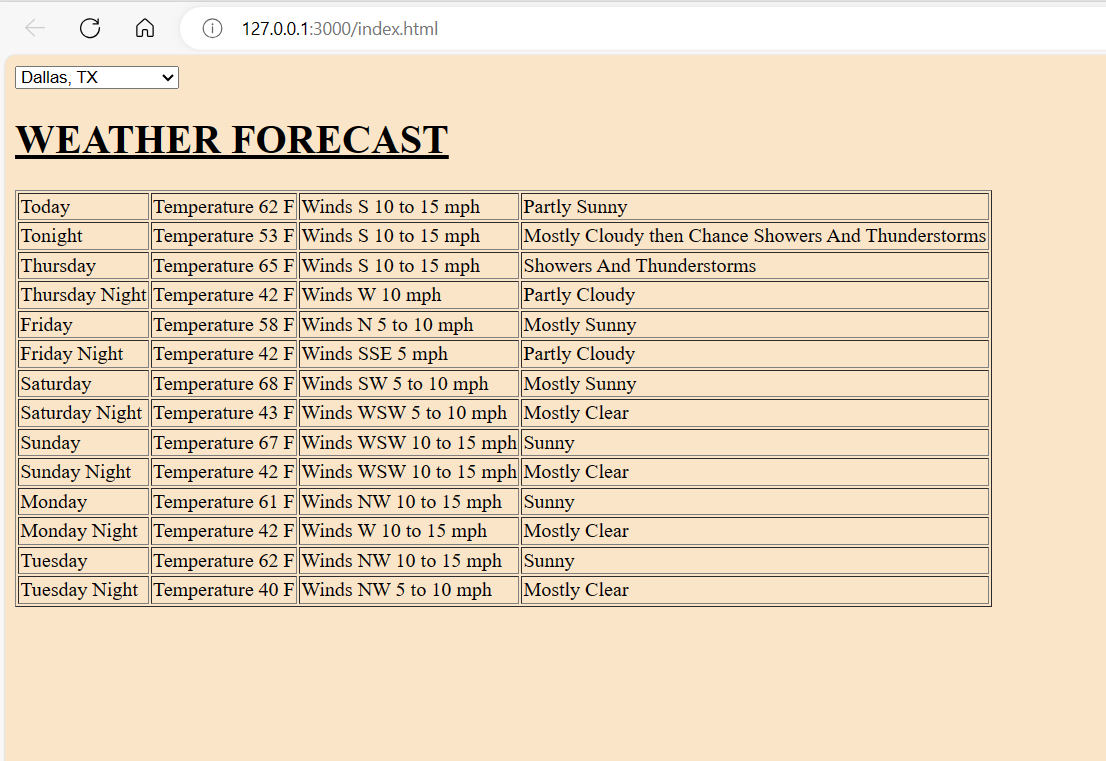 127.0.0.1:3000/index.html
Dallas, TX
WEATHER FORECAST
Today Temperature 62 F Winds S 10 to 15 mph Partly Sunny
Tonight Temperature 53 F Winds S 10 to 15 mph Mostly Cloudy then Chance Showers And Thunderstorms
Thursday Temperature 65 F Winds S 10 to 15 mph Showers And Thunderstorms
Thursday Night Temperature 42 F Winds W 10 mph Partly Cloudy
Friday Temperature 58 F Winds N 5 to 10 mph Mostly Sunny
Friday Night Temperature 42 F Winds SSE 5 mph Partly Cloudy
Saturday Temperature 68 F Winds SW 5 to 10 mph Mostly Sunny
Saturday Night Temperature 43 F Winds WSW 5 to 10 mph Mostly Clear
Sunday Temperature 67 F Winds WSW 10 to 15 mph Sunny
Sunday Night Temperature 42 F Winds WSW 10 to 15 mph Mostly Clear
Monday Temperature 61 F Winds NW 10 to 15 mph Sunny
Monday Night Temperature 42 F Winds W 10 to 15 mph Mostly Clear
Tuesday Temperature 62 F Winds NW 10 to 15 mph Sunny
Tuesday Night Temperature 40 F Winds NW 5 to 10 mph Mostly Clear